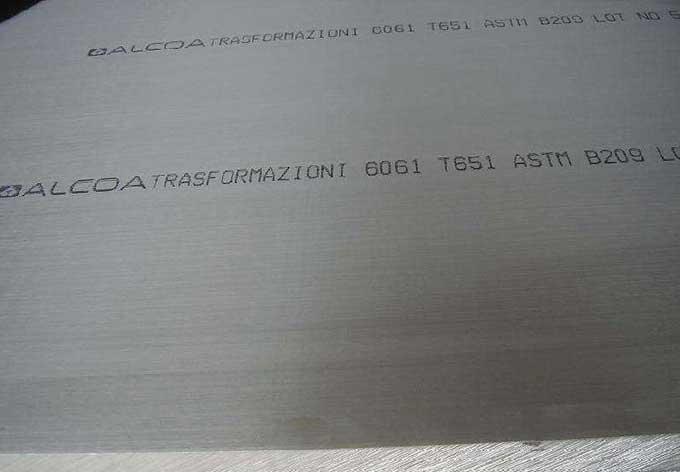 ALCOA TRASFORMAZIONI 6061 T651 ASTM B209 LOT NO
ALCOA TRASFORMAZIONI 6061 T651 ASTM B209